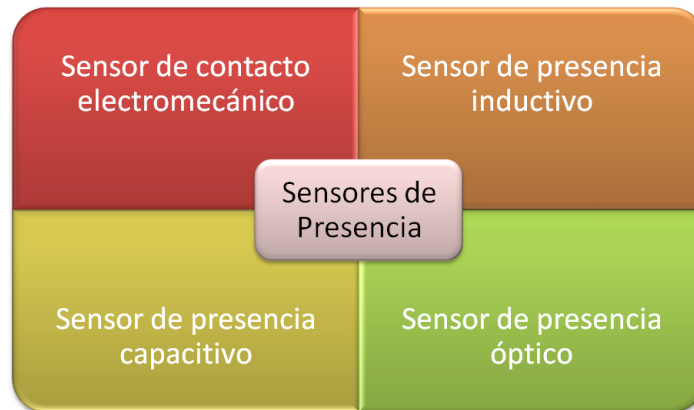 Sensor de contacto
electromecánico
Sensor de presencia
inductivo
Sensores de
Presencia
Sensor de presencia
capacitivo
Sensor de presencia
óptico